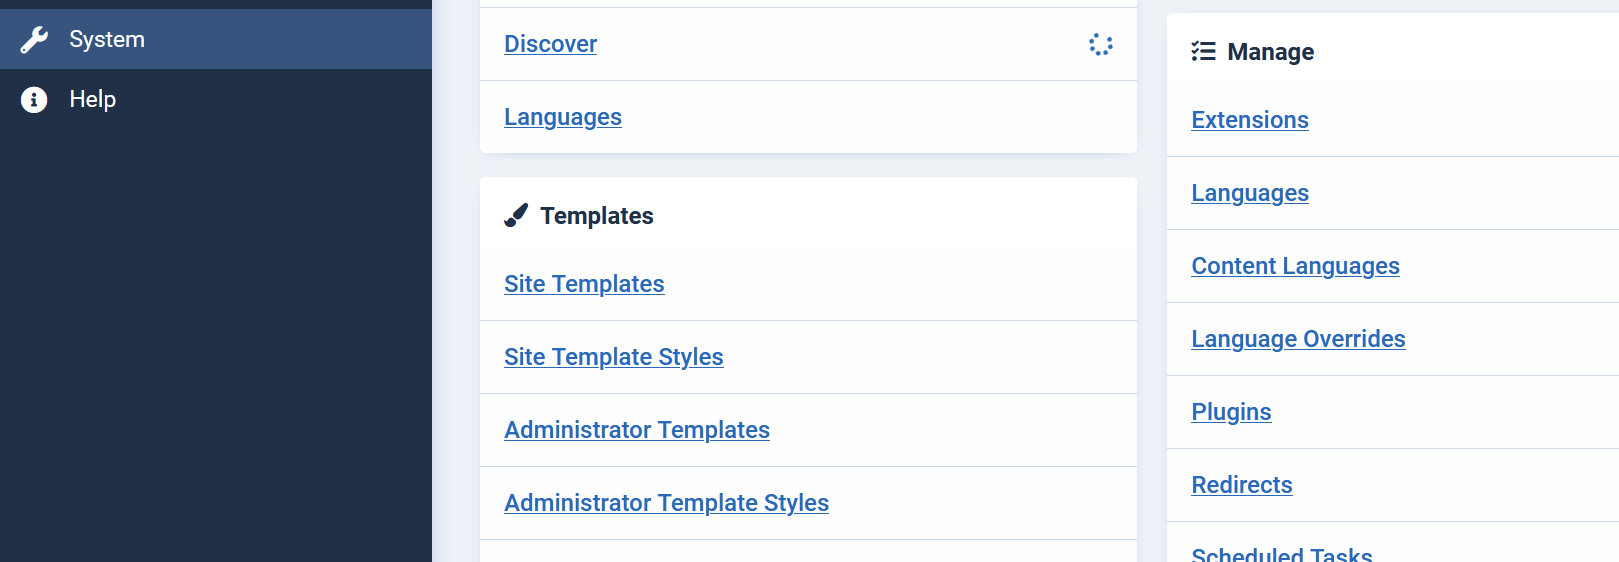 System
Help
Discover
Languages
Templates
Site Templates
Site Template Styles
Administrator Templates
Administrator Template Styles
Manage
Extensions
Languages
Content Languages
Language Overrides
Plugins
Redirects
Scheduled Tasks